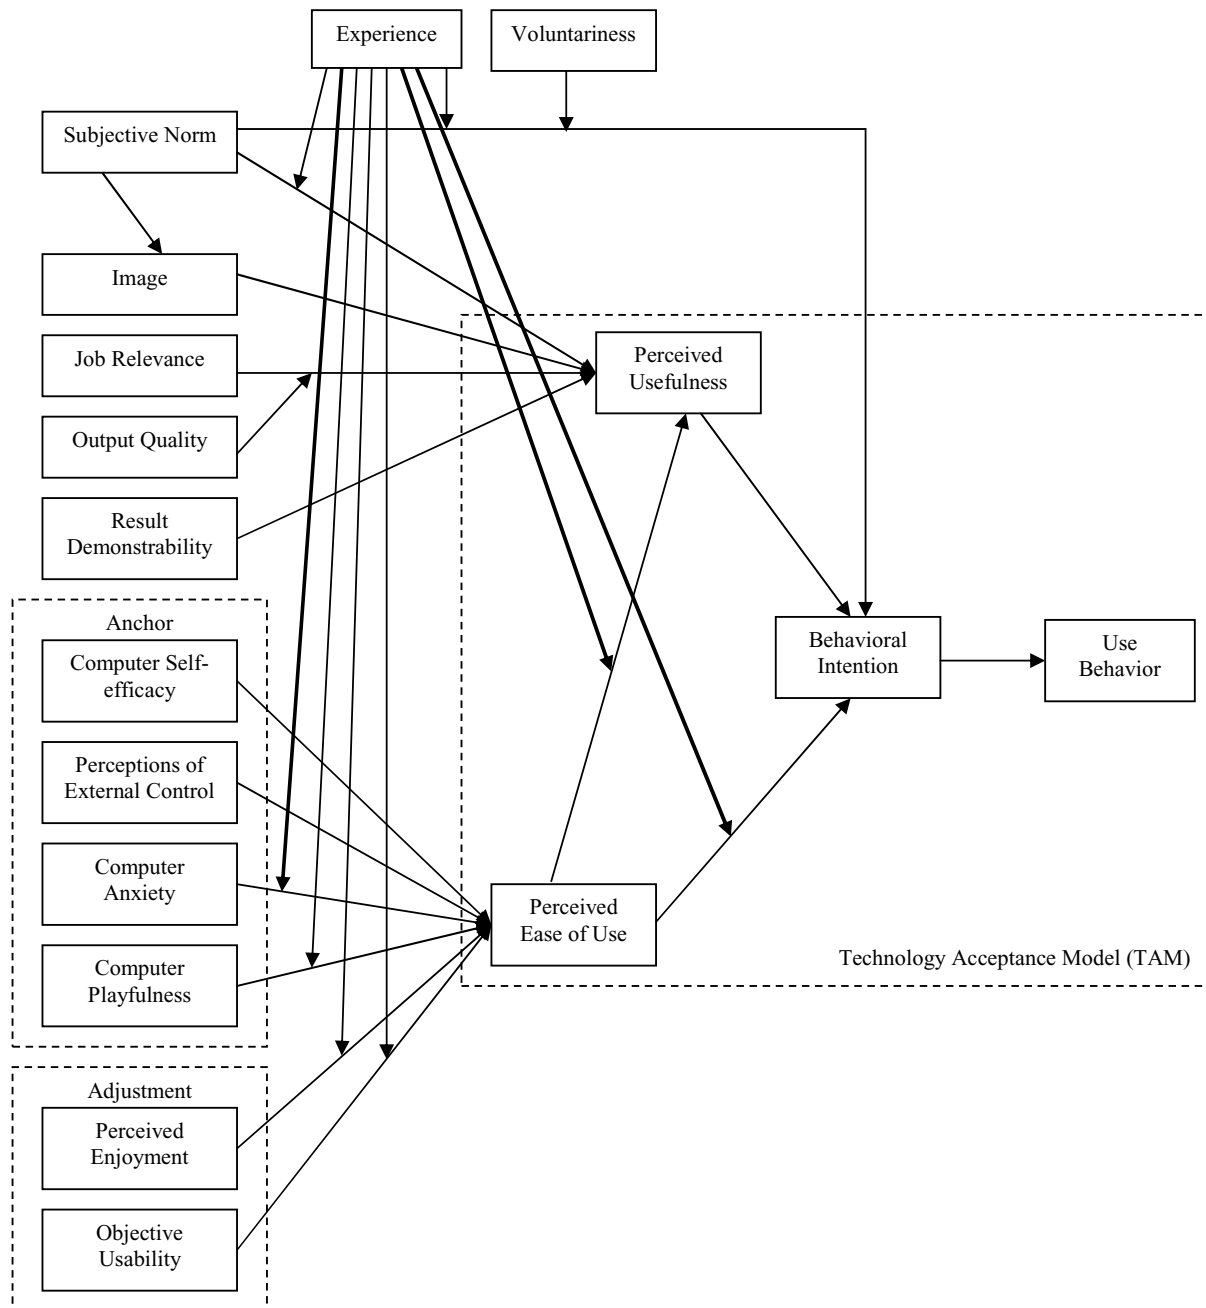 Experience
Voluntariness
Subjective Norm
Image
Job Relevance
Output Quality
Result
Demonstrability
Perceived
Usefulness
Anchor
Computer Self-
efficacy
Perceptions of
External Control
Computer
Anxiety
Computer
Playfulness
Behavioral
Intention
Use
Behavior
Perceived
Ease of Use
Technology Acceptance Model (TAM)
Adjustment
Perceived
Enjoyment
Objective
Usability